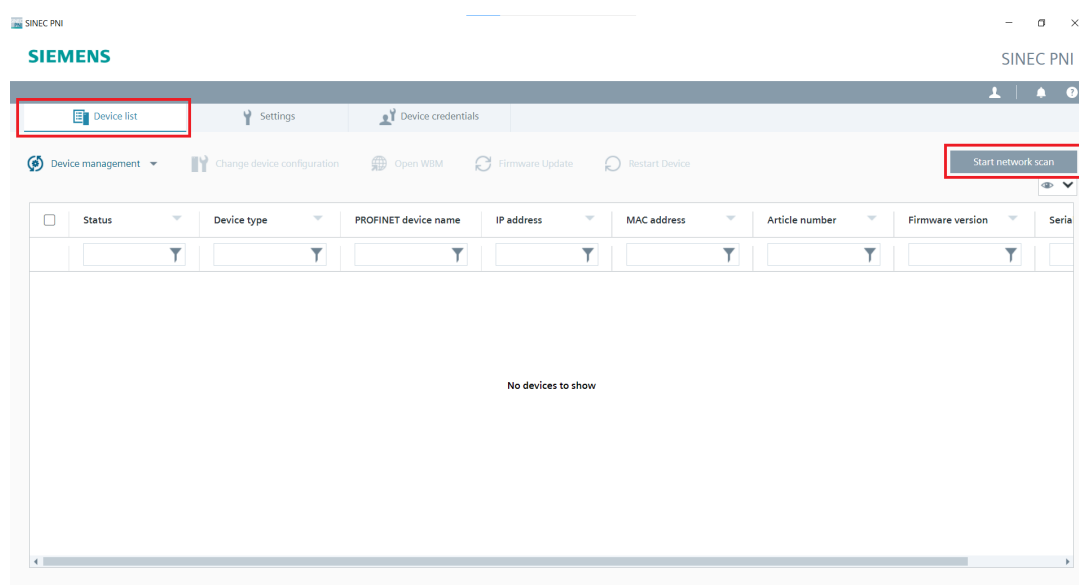 SINEC PNI
SIEMENS
SINEC PNI
Device list Settings Device credentials
Device management Change device configuration Open WBM Firmware Update Restart Device Start network scan
Status Device type PROFINET device name IP address MAC address Article number Firmware version Seria
No devices to show